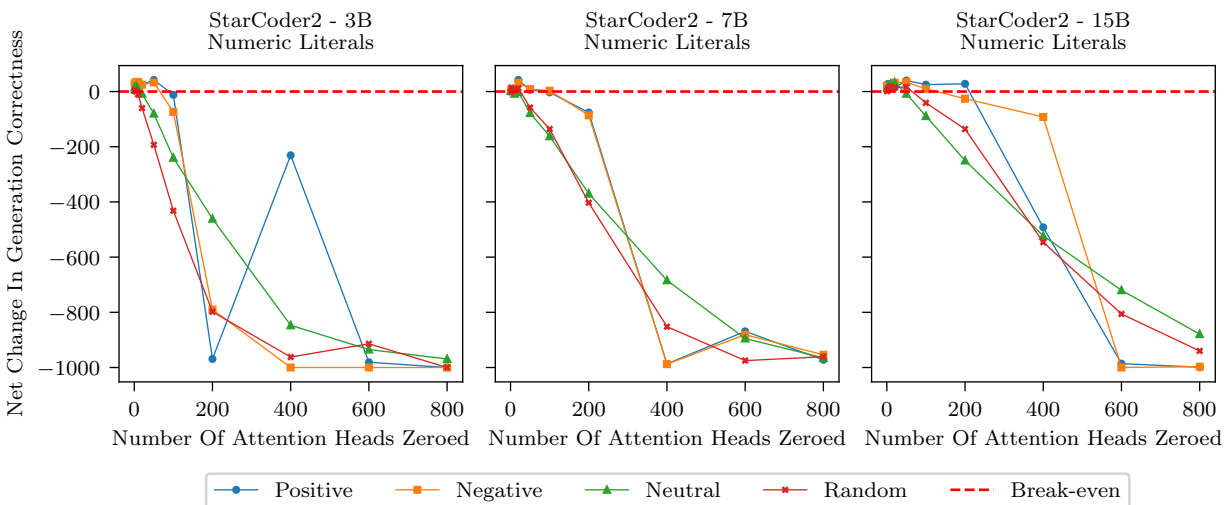 StarCoder2 - 3B
Numeric Literals
StarCoder2 - 7B
Numeric Literals
StarCoder2 - 15B
Numeric Literals
Net Change In Generation Correctness
0
−200
−400
−600
−800
−1000
0 200 400 600 800
0 200 400 600 800
0 200 400 600 800
Number Of Attention Heads Zeroed
Number Of Attention Heads Zeroed
Number Of Attention Heads Zeroed
Positive Negative Neutral Random Break-even